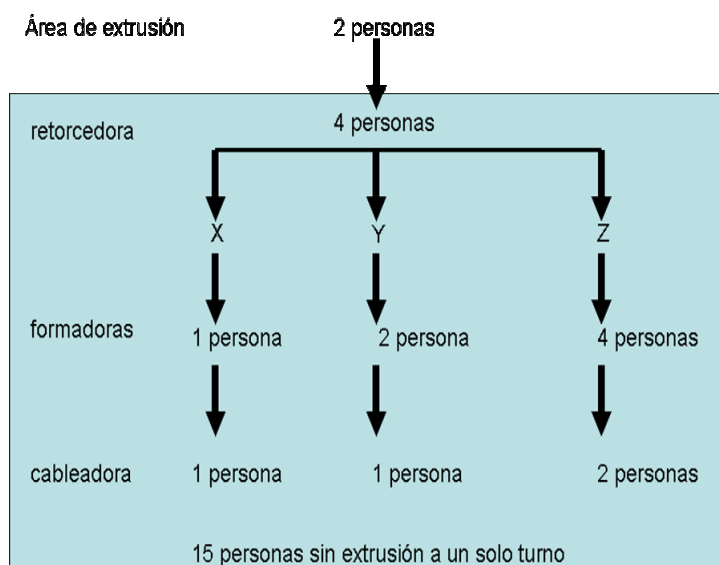 Área de extrusión 2 personas
retorcedora 4 personas
X Y Z
formadoras 1 persona 2 persona 4 personas
cableadora 1 persona 1 persona 2 personas
15 personas sin extrusión a un solo turno